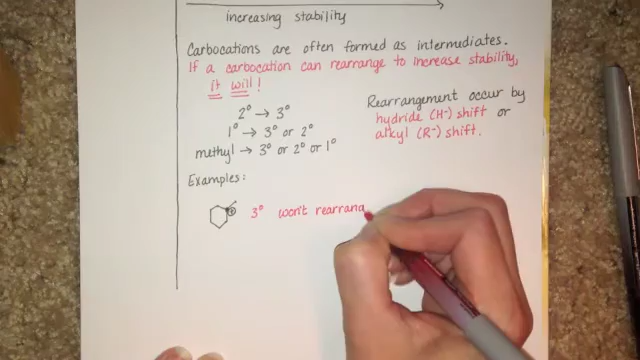 increasing stability
Carbocations are often formed as intermediates.
If a carbocation can rearrange to increase stability,
it will!
2° → 3°
1° → 3° or 2°
methyl → 3° or 2° or 1°
Rearrangement occur by
hydride (H⁻) shift or
alkyl (R⁻) shift.
Examples:
⊕ 3° won't rearrang